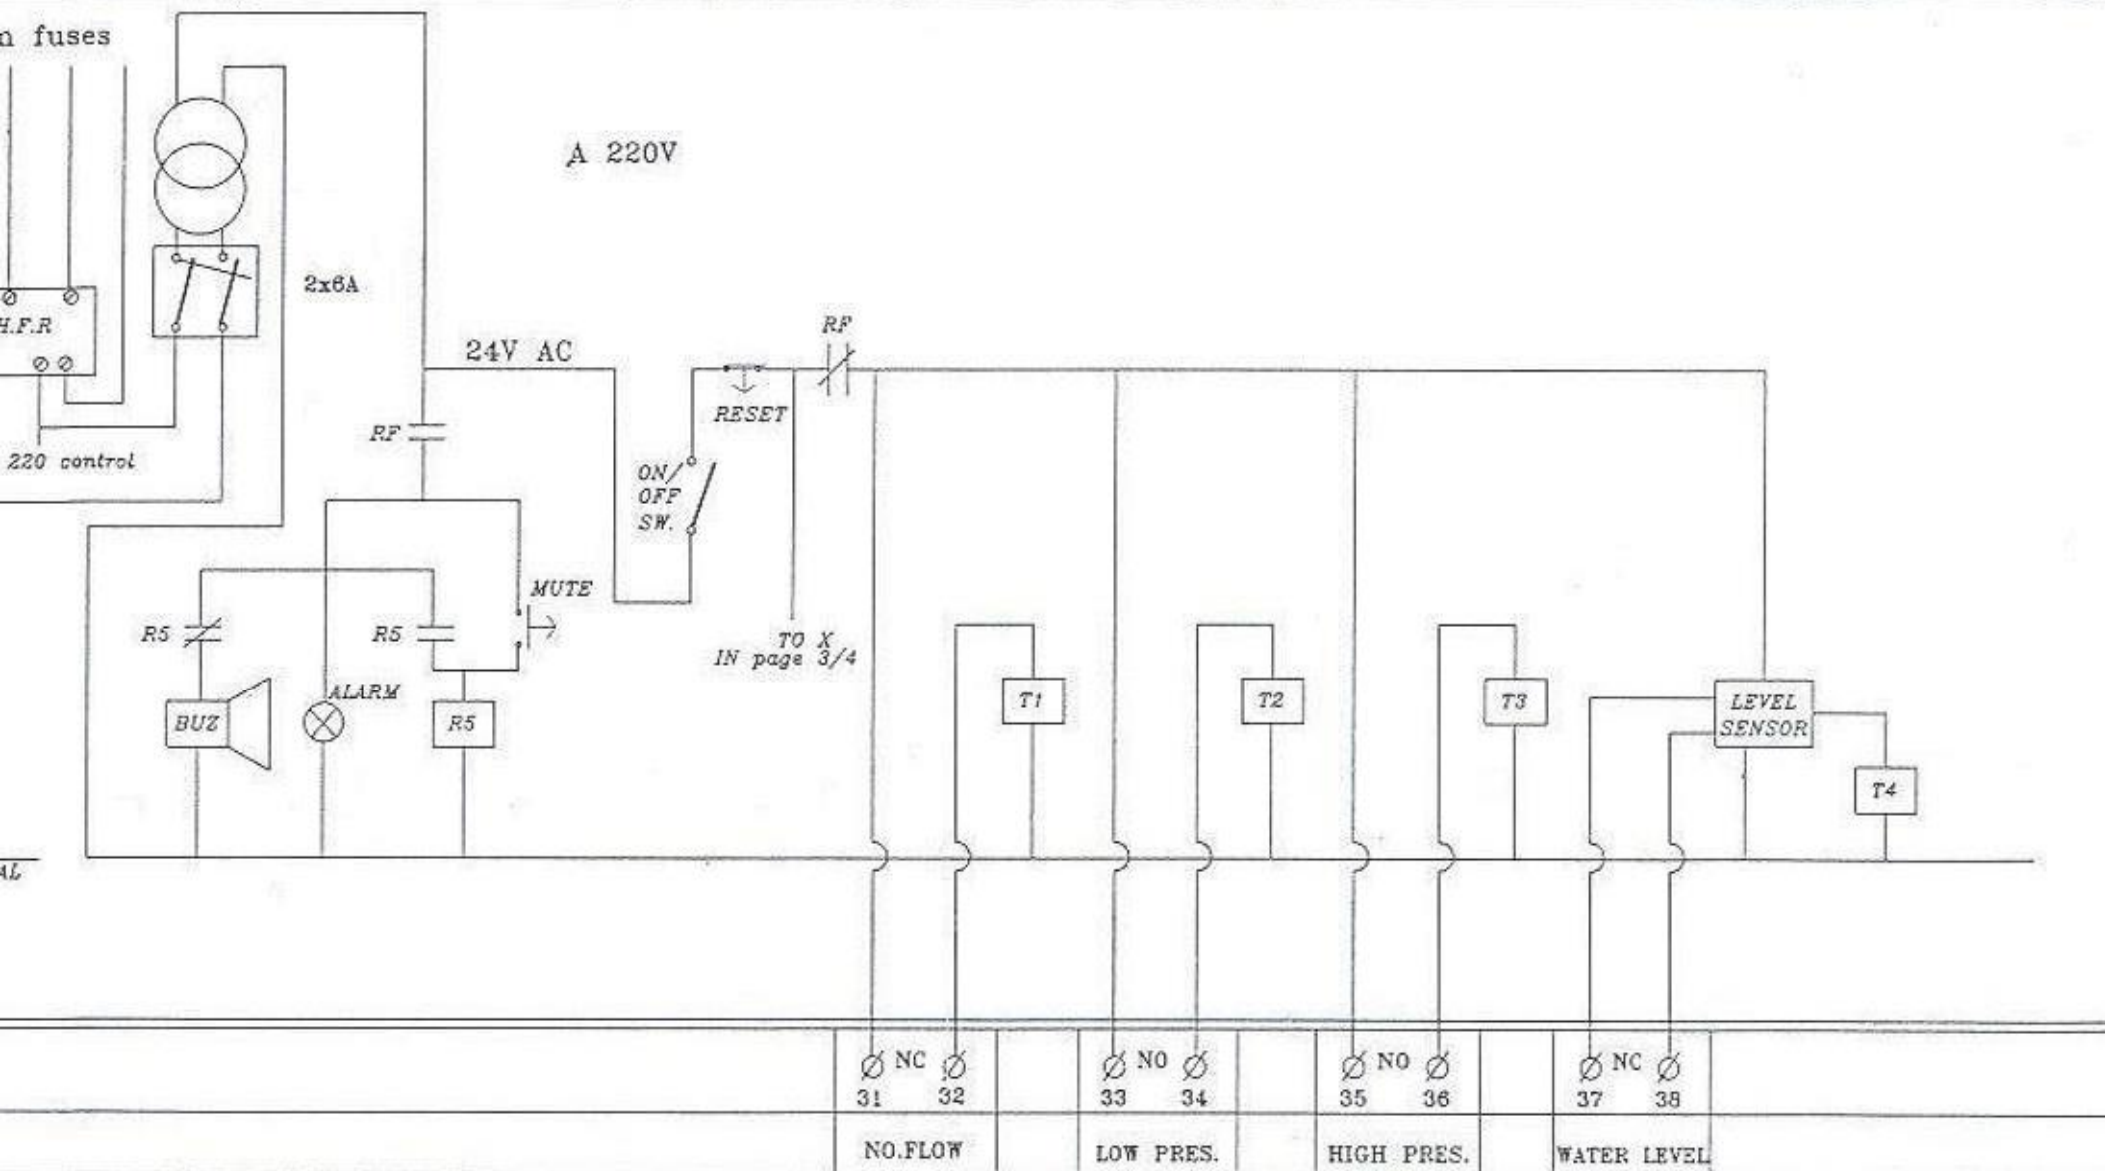 fuses
A 220V
2x6A
H.F.R
RF
24V AC
RESET
RF
220 control
ON/
OFF
SW.
MUTE
R5
R5
TO X
IN page 3/4
ALARM
BUZ
R5
T1
T2
T3
LEVEL
SENSOR
T4
AL
NC
NO
NO
NC
31 32
33 34
35 36
37 38
NO.FLOW
LOW PRES.
HIGH PRES.
WATER LEVEL